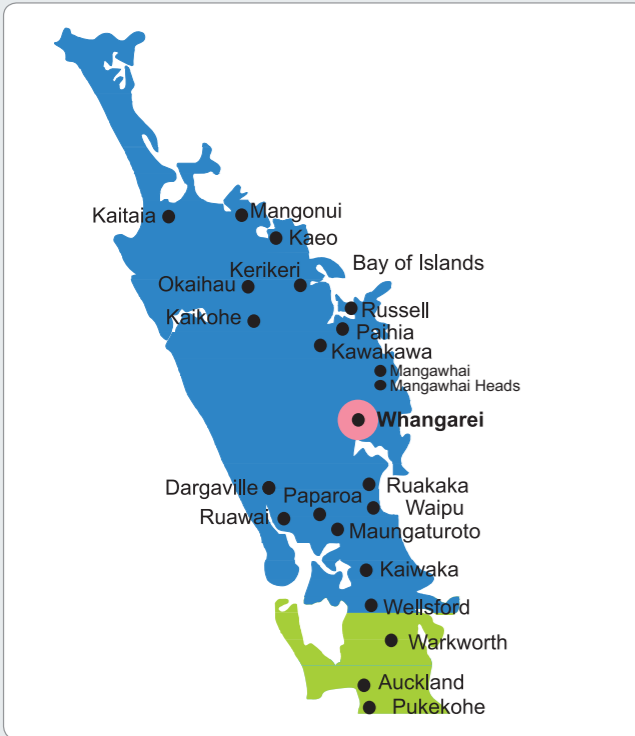 Kaitaia
Mangonui
Kaeo
Bay of Islands
Kerikeri
Okaihau
Russell
Kaikohe
Paihia
Kawakawa
Mangawhai
Mangawhai Heads
Whangarei
Dargaville
Ruakaka
Paparoa
Waipu
Ruawai
Maungaturoto
Kaiwaka
Wellsford
Warkworth
Auckland
Pukekohe